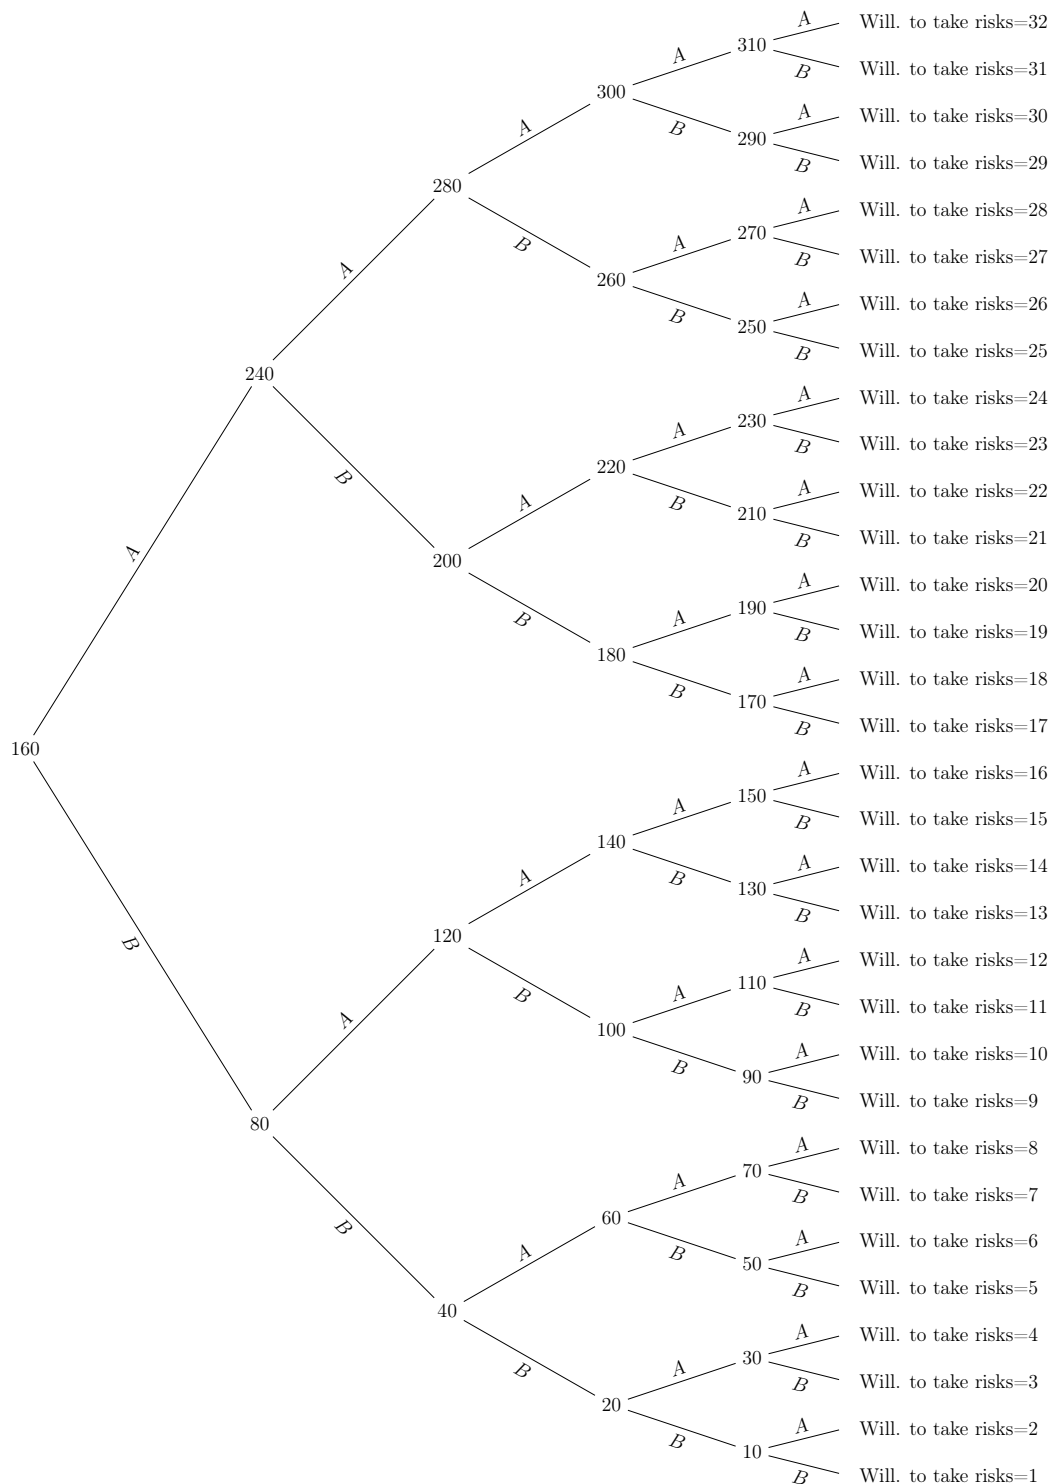 A Will. to take risks=32
310
A B Will. to take risks=31
300
A B A Will. to take risks=30
290
B Will. to take risks=29
280
A A Will. to take risks=28
270
B A B Will. to take risks=27
260
B A Will. to take risks=26
250
B Will. to take risks=25
240
A Will. to take risks=24
230
A B Will. to take risks=23
220
B A B A Will. to take risks=22
210
B Will. to take risks=21
200
A A Will. to take risks=20
190
B A B Will. to take risks=19
180
B A Will. to take risks=18
170
B Will. to take risks=17
160
A Will. to take risks=16
150
A B Will. to take risks=15
140
A B A Will. to take risks=14
130
B Will. to take risks=13
120
B A Will. to take risks=12
110
A B A B Will. to take risks=11
100
B A Will. to take risks=10
90
B Will. to take risks=9
80
A Will. to take risks=8
70
A B Will. to take risks=7
60
B A B A Will. to take risks=6
50
B Will. to take risks=5
40
A Will. to take risks=4
30
B A B Will. to take risks=3
20
B A Will. to take risks=2
10
B Will. to take risks=1